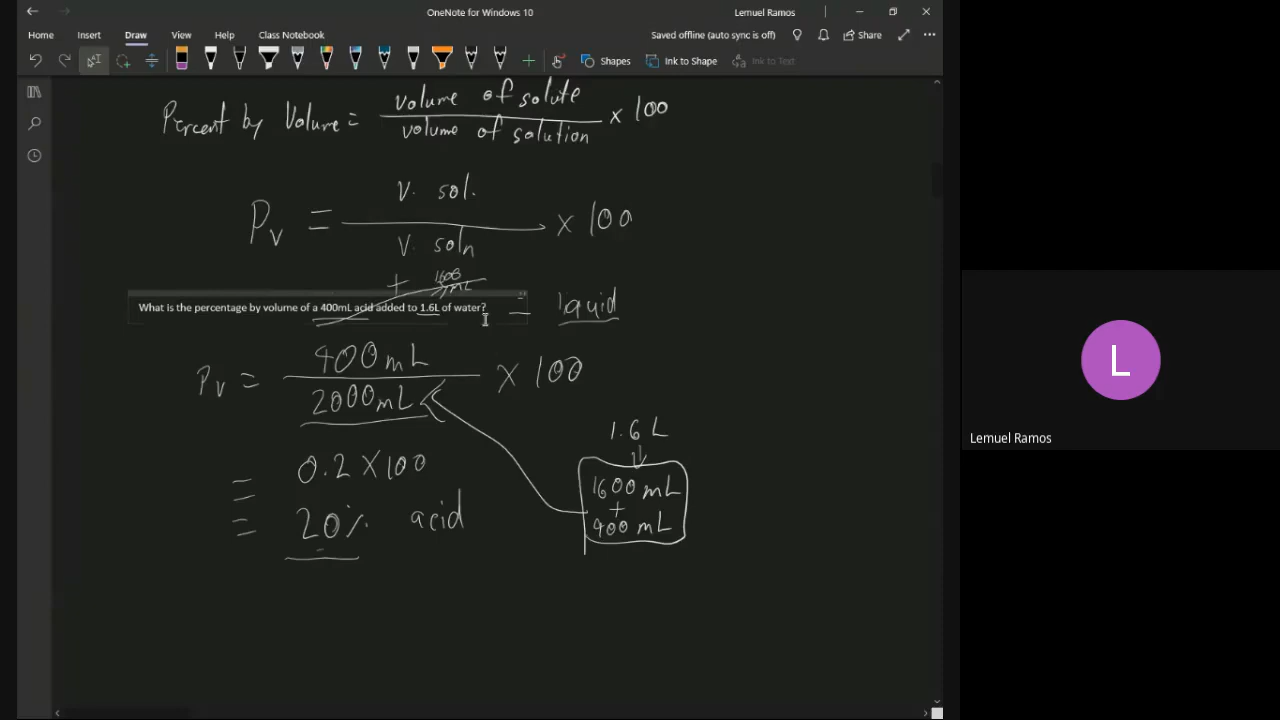 OneNote for Windows 10
Lemuel Ramos
Home Insert Draw View Help Class Notebook
Saved offline (auto sync is off)
Share
Shapes
Ink to Shape
Ink to Text
Percent by Volume = volume of solute / volume of solution × 100
Pv = v. sol. / v. soln × 100
+ 1600 mL
What is the percentage by volume of a 400mL acid added to 1.6L of water?
– liquid
Pv = 400mL / 2000mL × 100
1.6 L
= 0.2 × 100
1600 mL
+
400 mL
= 20% acid
L
Lemuel Ramos